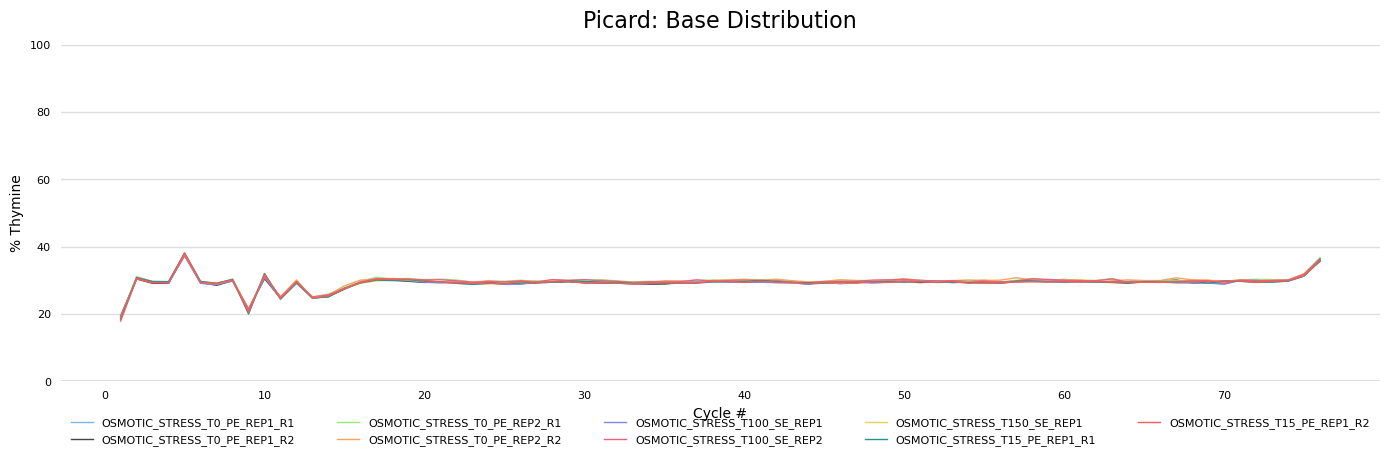 Picard: Base Distribution
100
80
60
40
20
0
% Thymine
0 10 20 30 40 50 60 70
Cycle #
OSMOTIC_STRESS_T0_PE_REP1_R1 OSMOTIC_STRESS_T0_PE_REP2_R1 OSMOTIC_STRESS_T100_SE_REP1 OSMOTIC_STRESS_T150_SE_REP1 OSMOTIC_STRESS_T15_PE_REP1_R2
OSMOTIC_STRESS_T0_PE_REP1_R2 OSMOTIC_STRESS_T0_PE_REP2_R2 OSMOTIC_STRESS_T100_SE_REP2 OSMOTIC_STRESS_T15_PE_REP1_R1